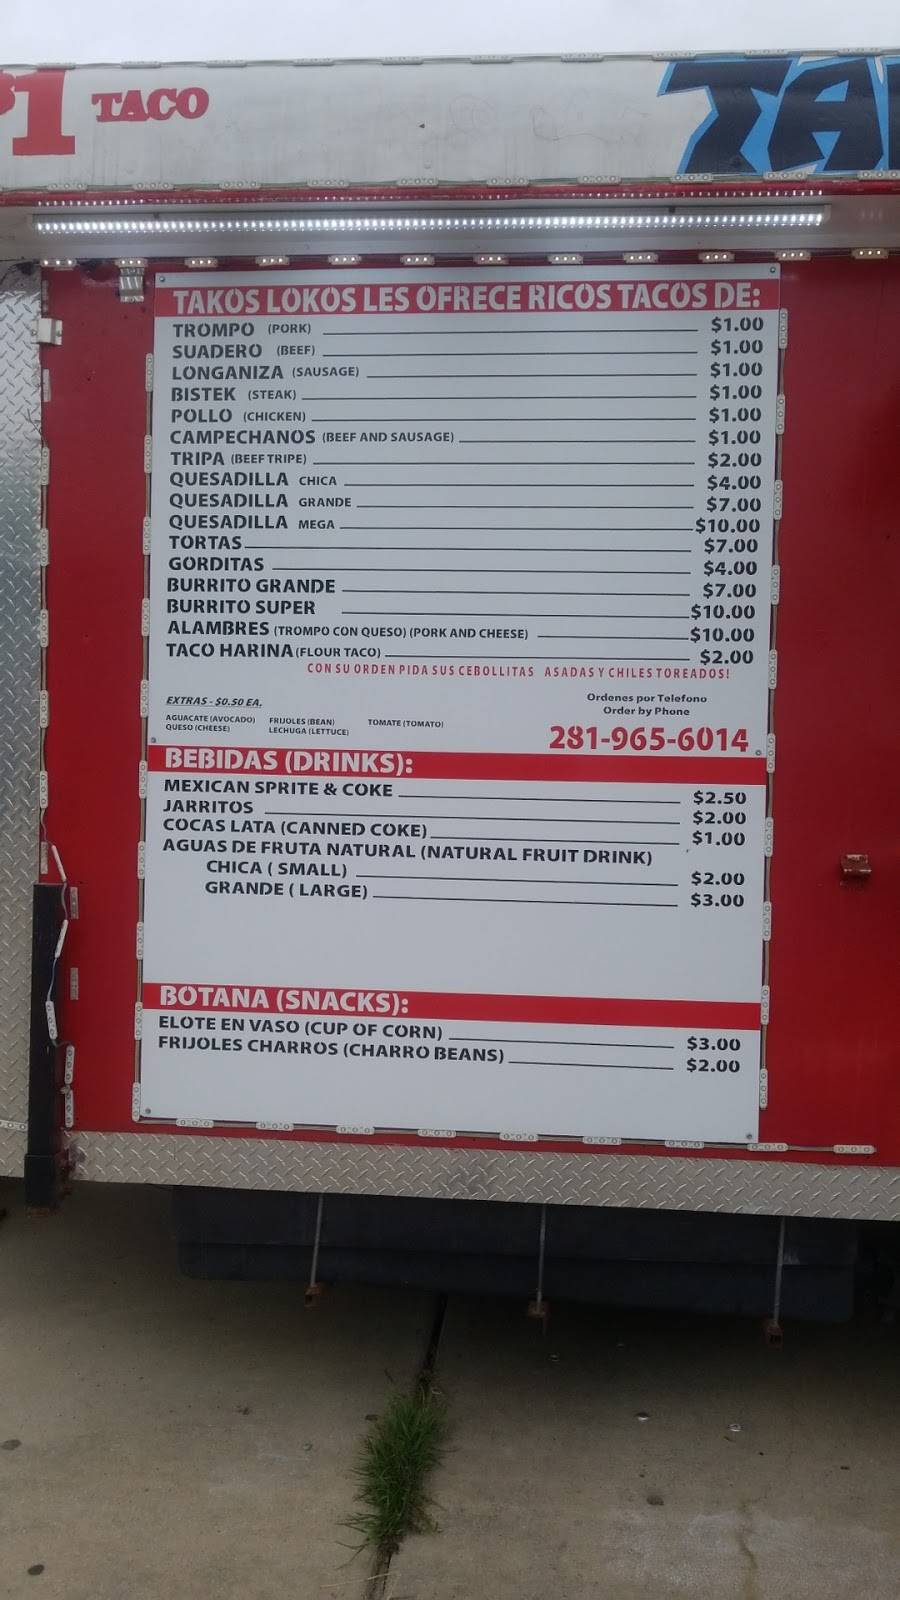 $1 TACO
TA
TAKOS LOKOS LES OFRECE RICOS TACOS DE:
TROMPO (PORK) $1.00
SUADERO (BEEF) $1.00
LONGANIZA (SAUSAGE) $1.00
BISTEK (STEAK) $1.00
POLLO (CHICKEN) $1.00
CAMPECHANOS (BEEF AND SAUSAGE) $1.00
TRIPA (BEEF TRIPE) $2.00
QUESADILLA CHICA $4.00
QUESADILLA GRANDE $7.00
QUESADILLA MEGA $10.00
TORTAS $7.00
GORDITAS $4.00
BURRITO GRANDE $7.00
BURRITO SUPER $10.00
ALAMBRES (TROMPO CON QUESO) (PORK AND CHEESE) $10.00
TACO HARINA (FLOUR TACO) $2.00
CON SU ORDEN PIDA SUS CEBOLLITAS ASADAS Y CHILES TOREADOS!
EXTRAS - $0.50 EA.
AGUACATE (AVOCADO) FRIJOLES (BEAN) TOMATE (TOMATO)
QUESO (CHEESE) LECHUGA (LETTUCE)
Ordenes por Telefono
Order by Phone
281-965-6014
BEBIDAS (DRINKS):
MEXICAN SPRITE & COKE $2.50
JARRITOS $2.00
COCAS LATA (CANNED COKE) $1.00
AGUAS DE FRUTA NATURAL (NATURAL FRUIT DRINK)
CHICA ( SMALL) $2.00
GRANDE ( LARGE) $3.00
BOTANA (SNACKS):
ELOTE EN VASO (CUP OF CORN) $3.00
FRIJOLES CHARROS (CHARRO BEANS) $2.00